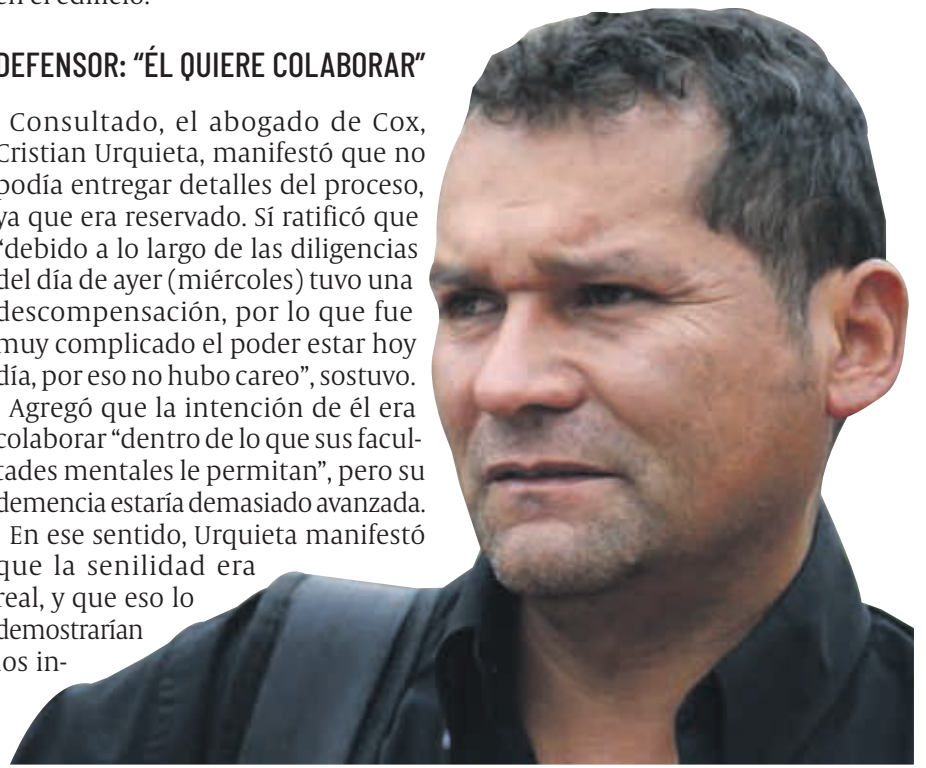 en el edificio.
DEFENSOR: “ÉL QUIERE COLABORAR”
Consultado, el abogado de Cox,
Cristian Urquieta, manifestó que no
podía entregar detalles del proceso,
ya que era reservado. Sí ratificó que
“debido a lo largo de las diligencias
del día de ayer (miércoles) tuvo una
descompensación, por lo que fue
muy complicado el poder estar hoy
día, por eso no hubo careo”, sostuvo.
Agregó que la intención de él era
colaborar “dentro de lo que sus facul-
tades mentales le permitan”, pero su
demencia estaría demasiado avanzada.
En ese sentido, Urquieta manifestó
que la senilidad era
real, y que eso lo
demostrarían
los in-